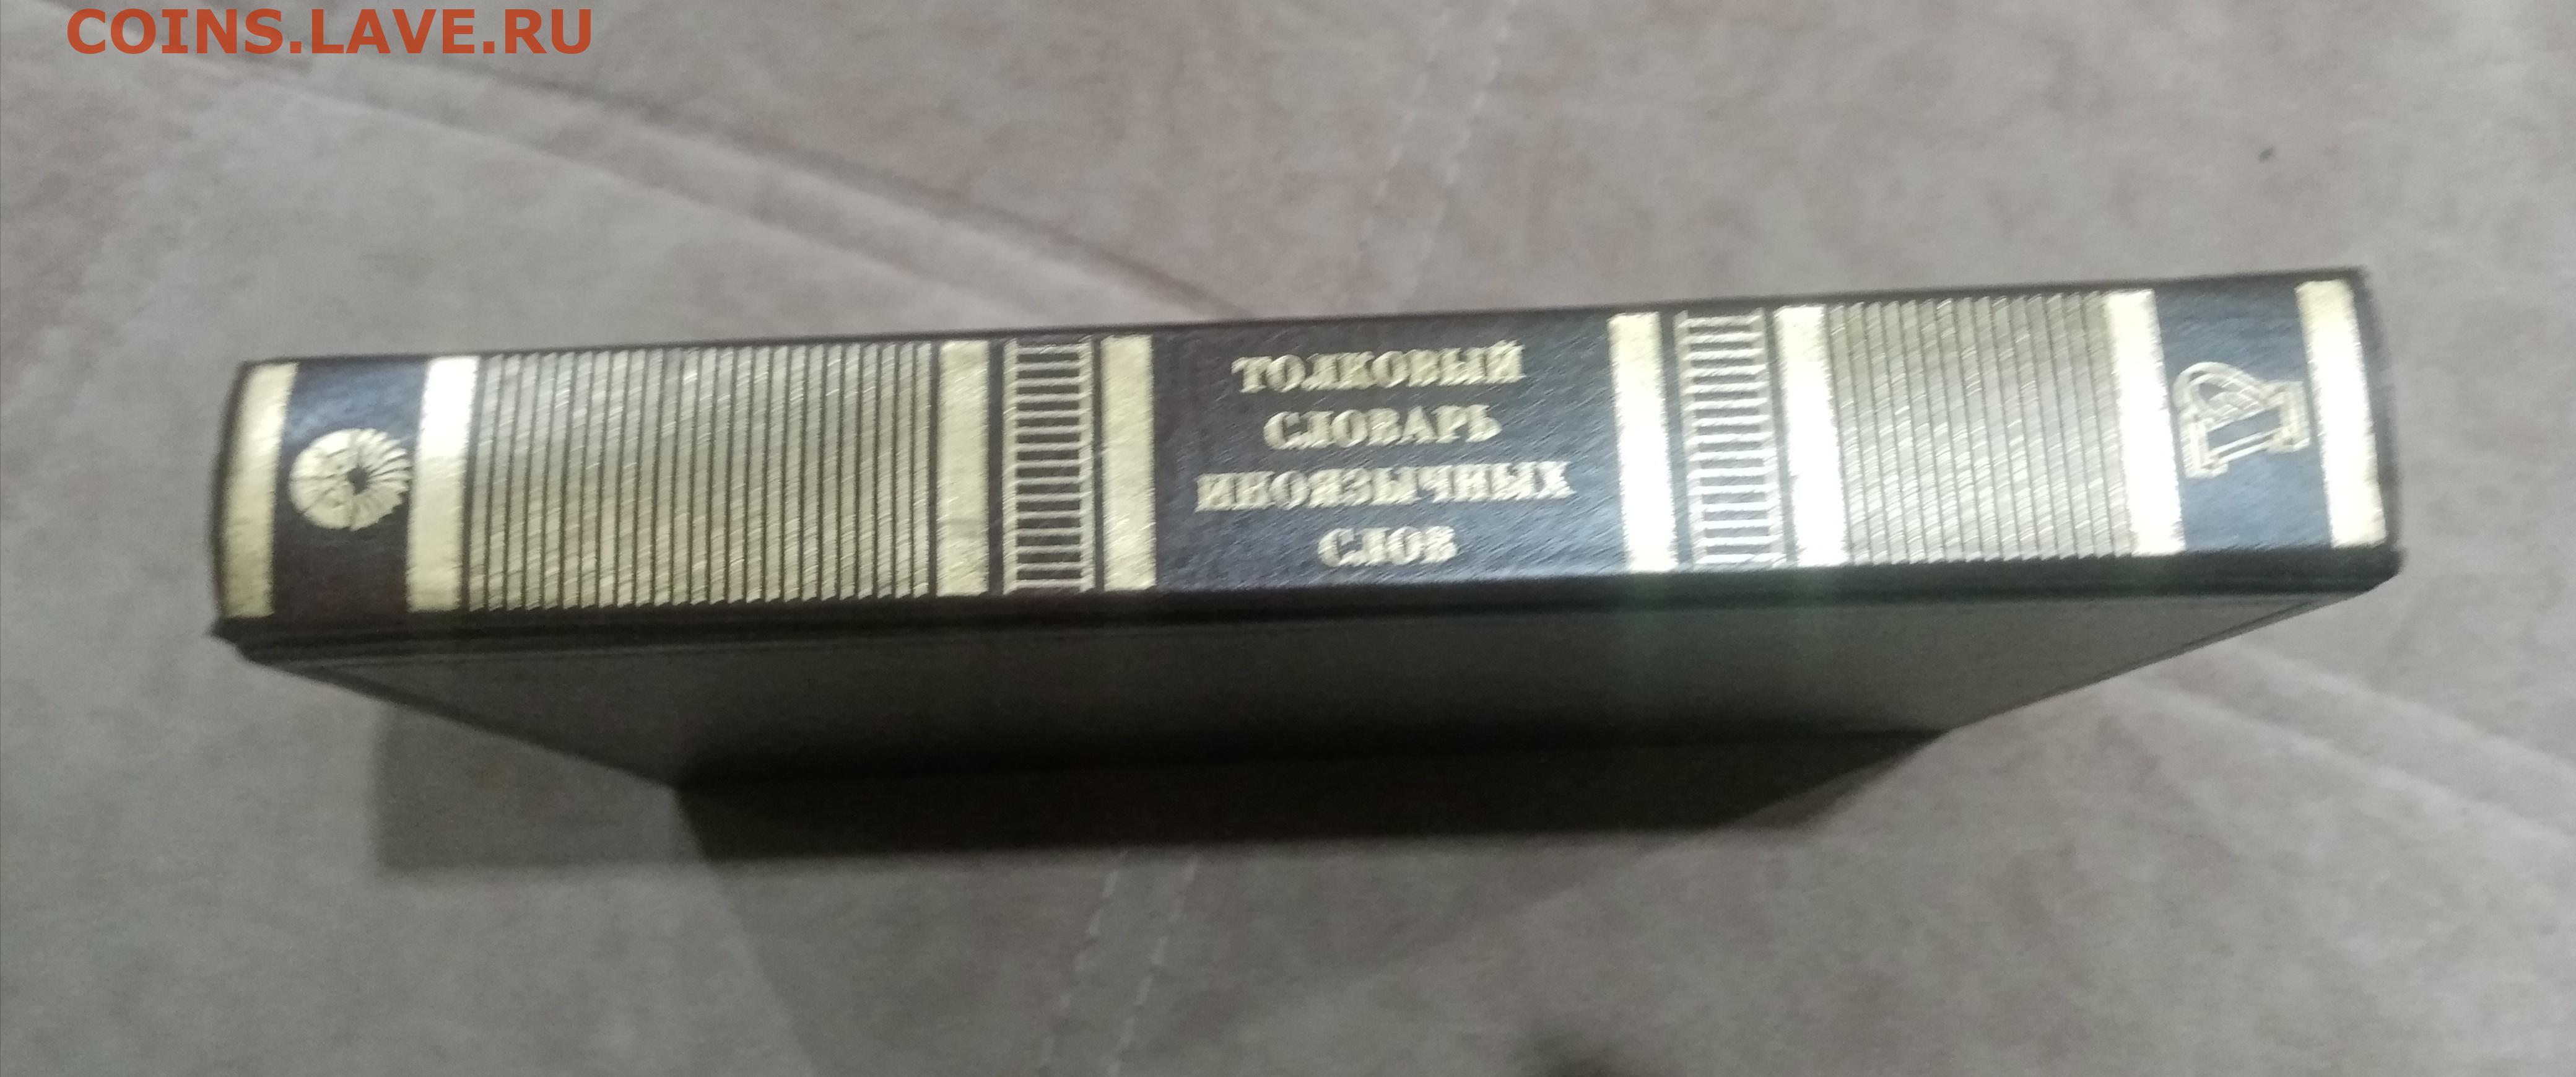 COINS.LAVE.RU
ТОЛКОВЫЙ
СЛОВАРЬ
ИНОЯЗЫЧНЫХ
СЛОВ